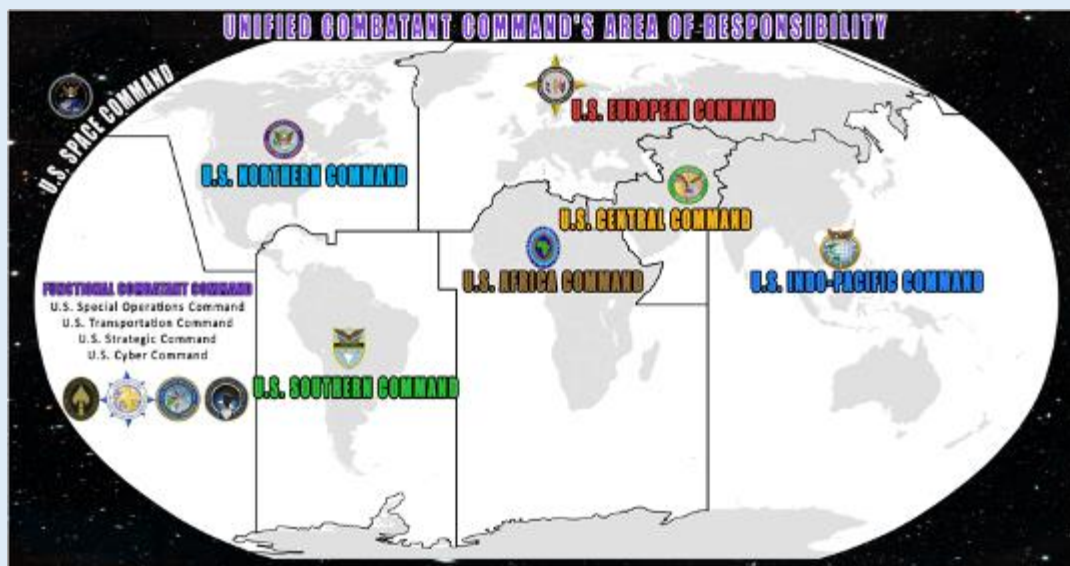 UNIFIED COMBATANT COMMAND'S AREA OF RESPONSIBILITY
U.S. SPACE COMMAND
U.S. EUROPEAN COMMAND
U.S. NORTHERN COMMAND
U.S. CENTRAL COMMAND
U.S. AFRICA COMMAND
U.S. INDO-PACIFIC COMMAND
FUNCTIONAL COMBATANT COMMAND
U.S. Special Operations Command
U.S. Transportation Command
U.S. Strategic Command
U.S. Cyber Command
U.S. SOUTHERN COMMAND